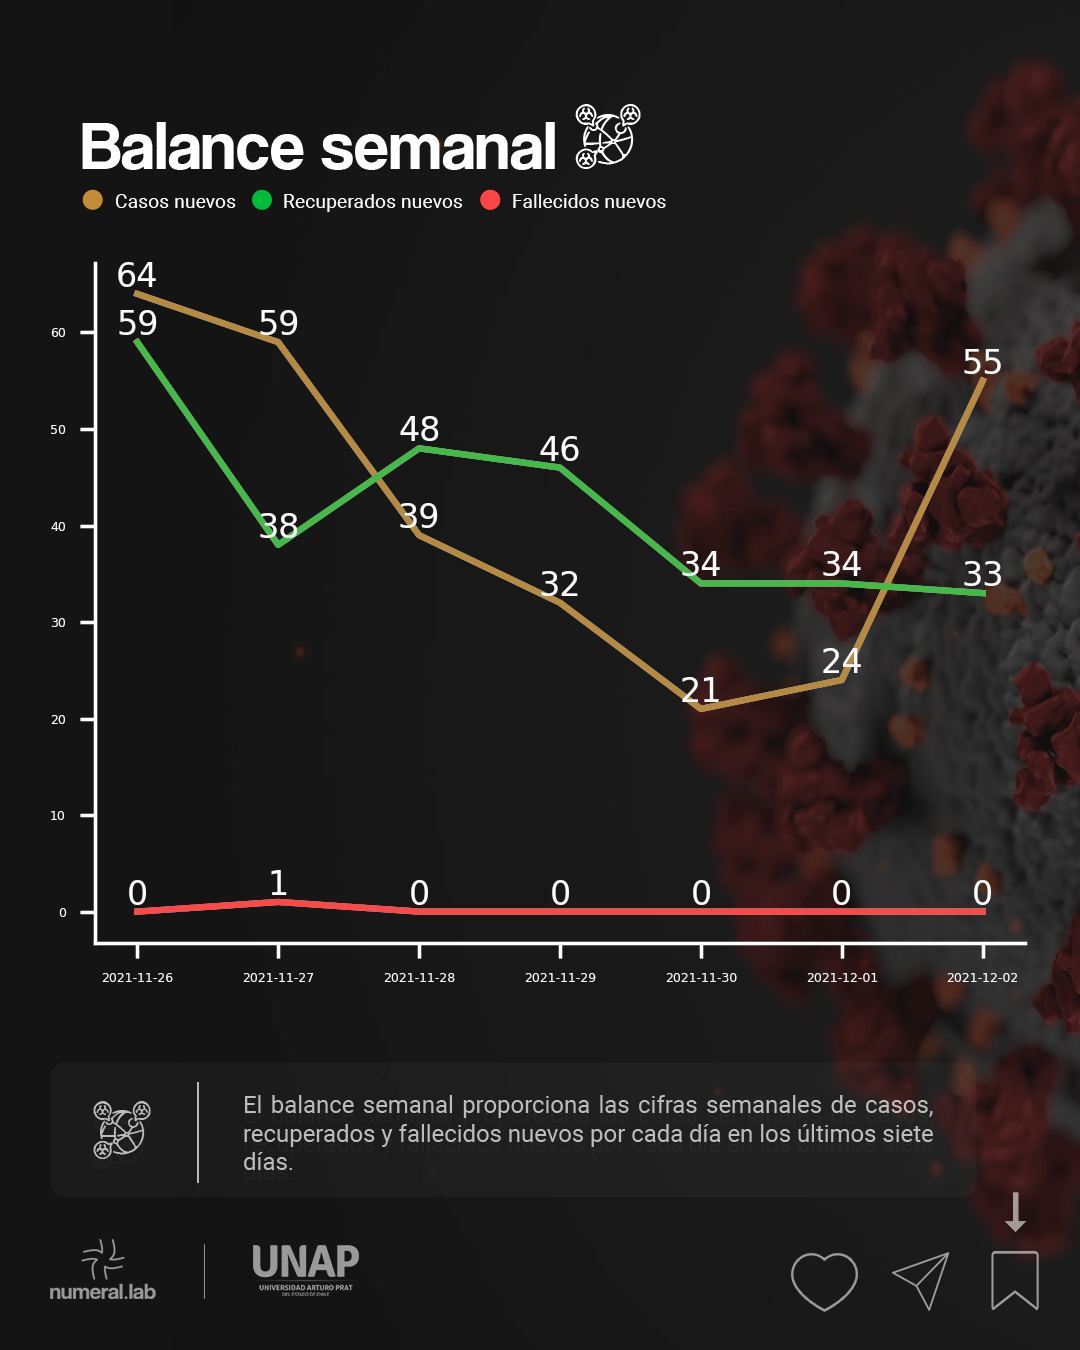 Balance semanal
Casos nuevos Recuperados nuevos Fallecidos nuevos
64
59
59
60
55
50
48
46
39
38
40
34
34
33
32
30
24
21
20
10
0
1
0
0
0
0
0
0
2021-11-26 2021-11-27 2021-11-28 2021-11-29 2021-11-30 2021-12-01 2021-12-02
El balance semanal proporciona las cifras semanales de casos,
recuperados y fallecidos nuevos por cada día en los últimos siete
días.
numeral.lab
UNAP
UNIVERSIDAD ARTURO PRAT
DEL ESTADO DE CHILE